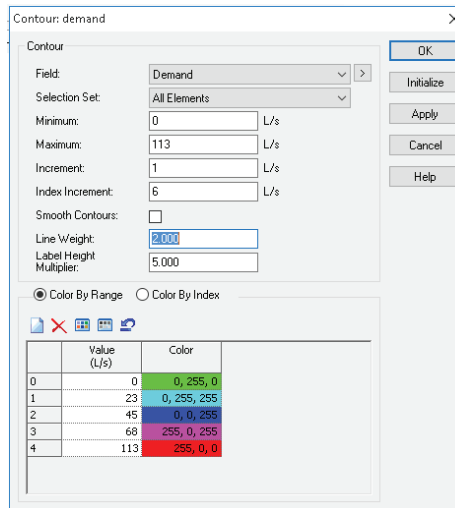 Contour: demand
Contour
OK
Field: Demand >
Initialize
Selection Set: All Elements
Minimum: 0 L/s
Apply
Maximum: 113 L/s
Cancel
Increment: 1 L/s
Help
Index Increment: 6 L/s
Smooth Contours:
Line Weight: 2.000
Label Height
Multiplier: 5.000
Color By Range Color By Index
Value
(L/s) Color
0 0 0, 255, 0
1 23 0, 255, 255
2 45 0, 0, 255
3 68 255, 0, 255
4 113 255, 0, 0